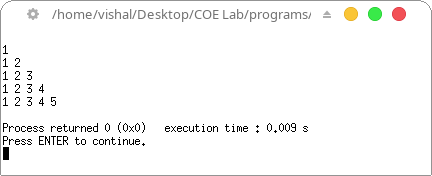 /home/vishal/Desktop/COE Lab/programs/
1
1 2
1 2 3
1 2 3 4
1 2 3 4 5
Process returned 0 (0x0)   execution time : 0.009 s
Press ENTER to continue.